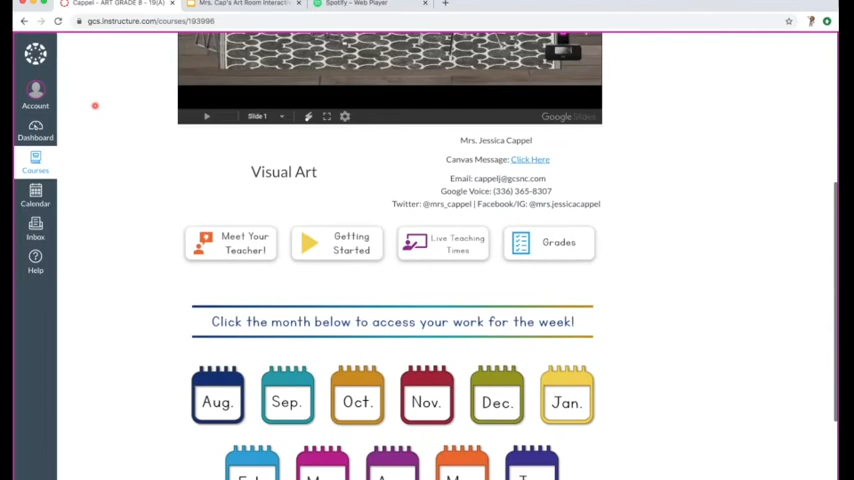 Cappel - ART GRADE 8 - 19(A)
Mrs. Cap's Art Room Interactiv
Spotify – Web Player
gcs.instructure.com/courses/193996
Account
Dashboard
Courses
Calendar
Inbox
Help
Slide 1
Google Slides
Visual Art
Mrs. Jessica Cappel
Canvas Message: Click Here
Email: cappelj@gcsnc.com
Google Voice: (336) 365-8307
Twitter: @mrs_cappel | Facebook/IG: @mrs.jessicacappel
Meet Your
Teacher!
Getting
Started
Live Teaching
Times
Grades
Click the month below to access your work for the week!
Aug.
Sep.
Oct.
Nov.
Dec.
Jan.